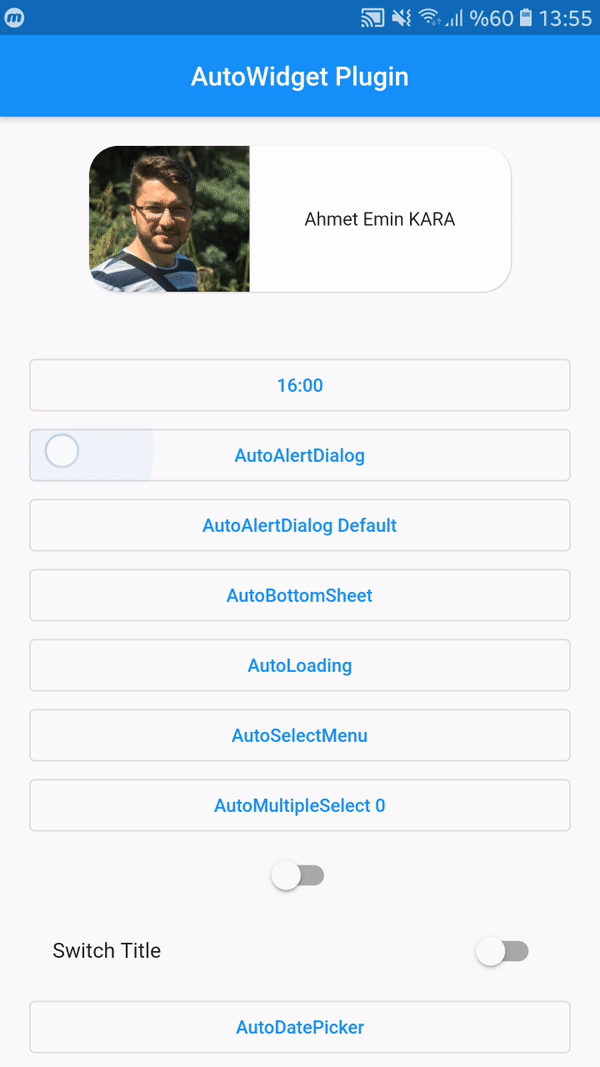 m
%60 13:55
AutoWidget Plugin
Ahmet Emin KARA
16:00
AutoAlertDialog
AutoAlertDialog Default
AutoBottomSheet
AutoLoading
AutoSelectMenu
AutoMultipleSelect 0
Switch Title
AutoDatePicker